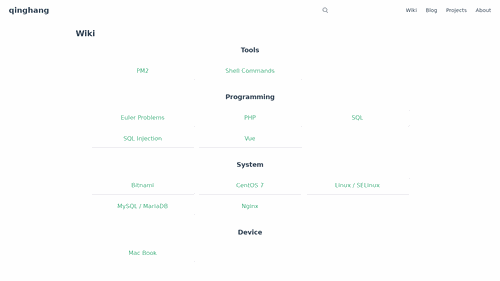 qinghang
Wiki Blog Projects About
Wiki
Tools
PM2 Shell Commands
Programming
Euler Problems PHP SQL
SQL Injection Vue
System
Bitnami CentOS 7 Linux / SELinux
MySQL / MariaDB Nginx
Device
Mac Book